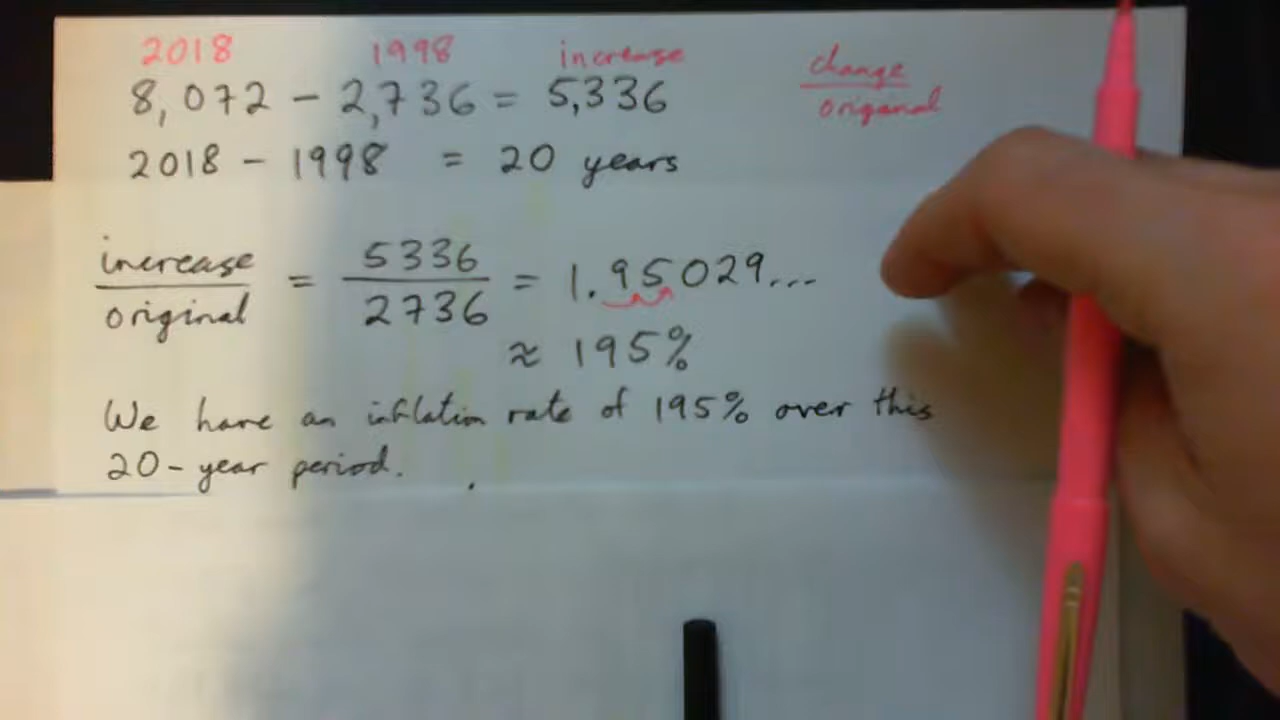 2018 1998 increase
8,072 - 2,736 = 5,336
change
original
2018 - 1998 = 20 years
increase
original
= 5336
2736
= 1.95029...
≈ 195%
We have an inflation rate of 195% over this
20-year period.